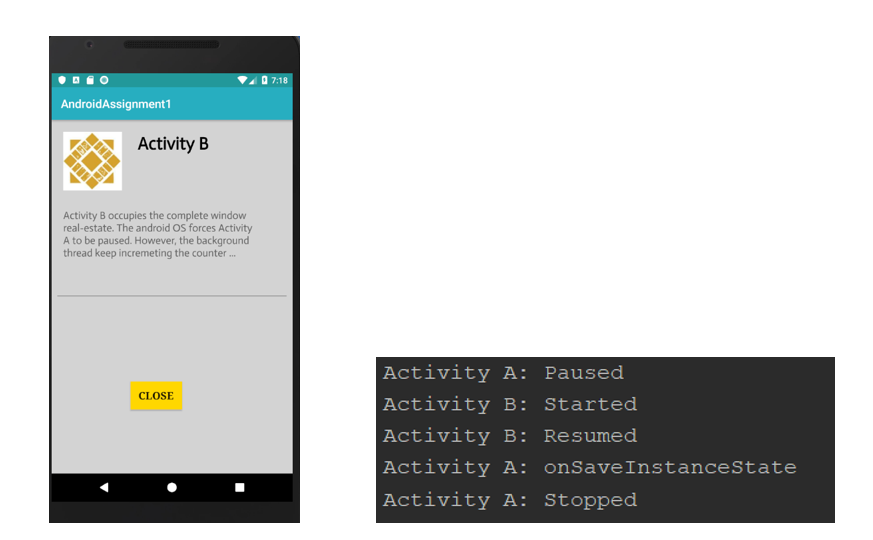 7:18
AndroidAssignment1
Activity B
Activity B occupies the complete window
real-estate. The android OS forces Activity
A to be paused. However, the background
thread keep incremeting the counter ...
CLOSE
Activity A: Paused
Activity B: Started
Activity B: Resumed
Activity A: onSaveInstanceState
Activity A: Stopped